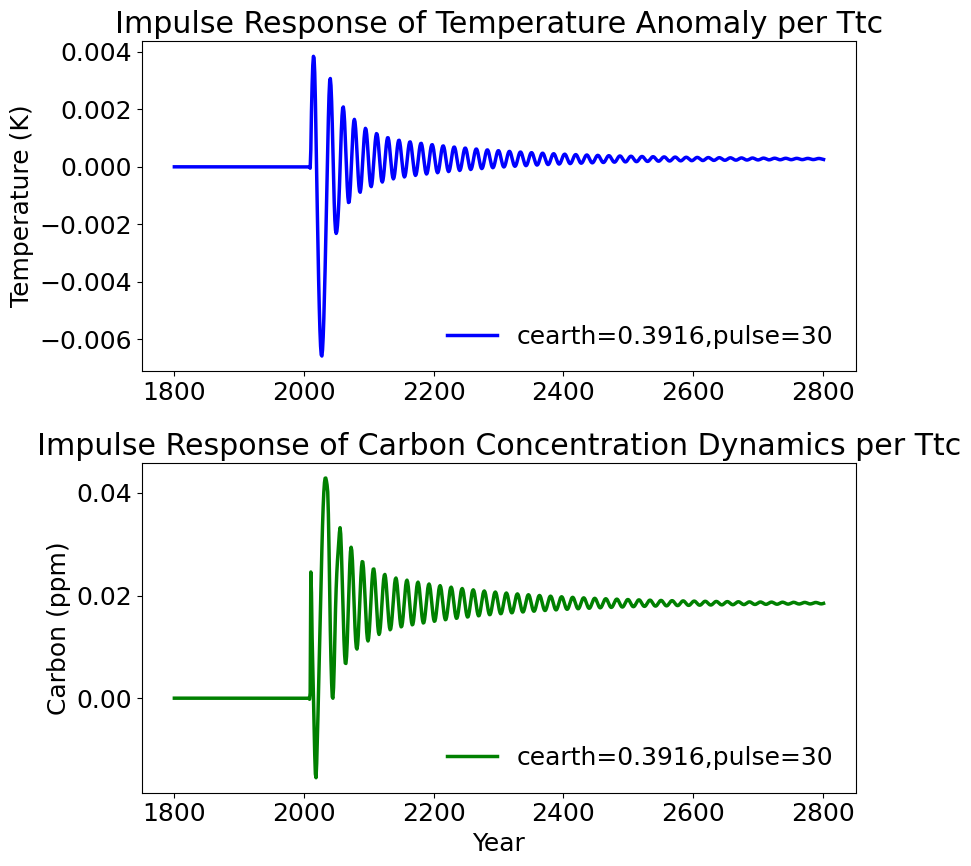 Impulse Response of Temperature Anomaly per Ttc
0.004
0.002
0.000
−0.002
−0.004
−0.006
Temperature (K)
cearth=0.3916,pulse=30
1800 2000 2200 2400 2600 2800
Impulse Response of Carbon Concentration Dynamics per Ttc
0.04
0.02
0.00
Carbon (ppm)
cearth=0.3916,pulse=30
1800 2000 2200 2400 2600 2800
Year